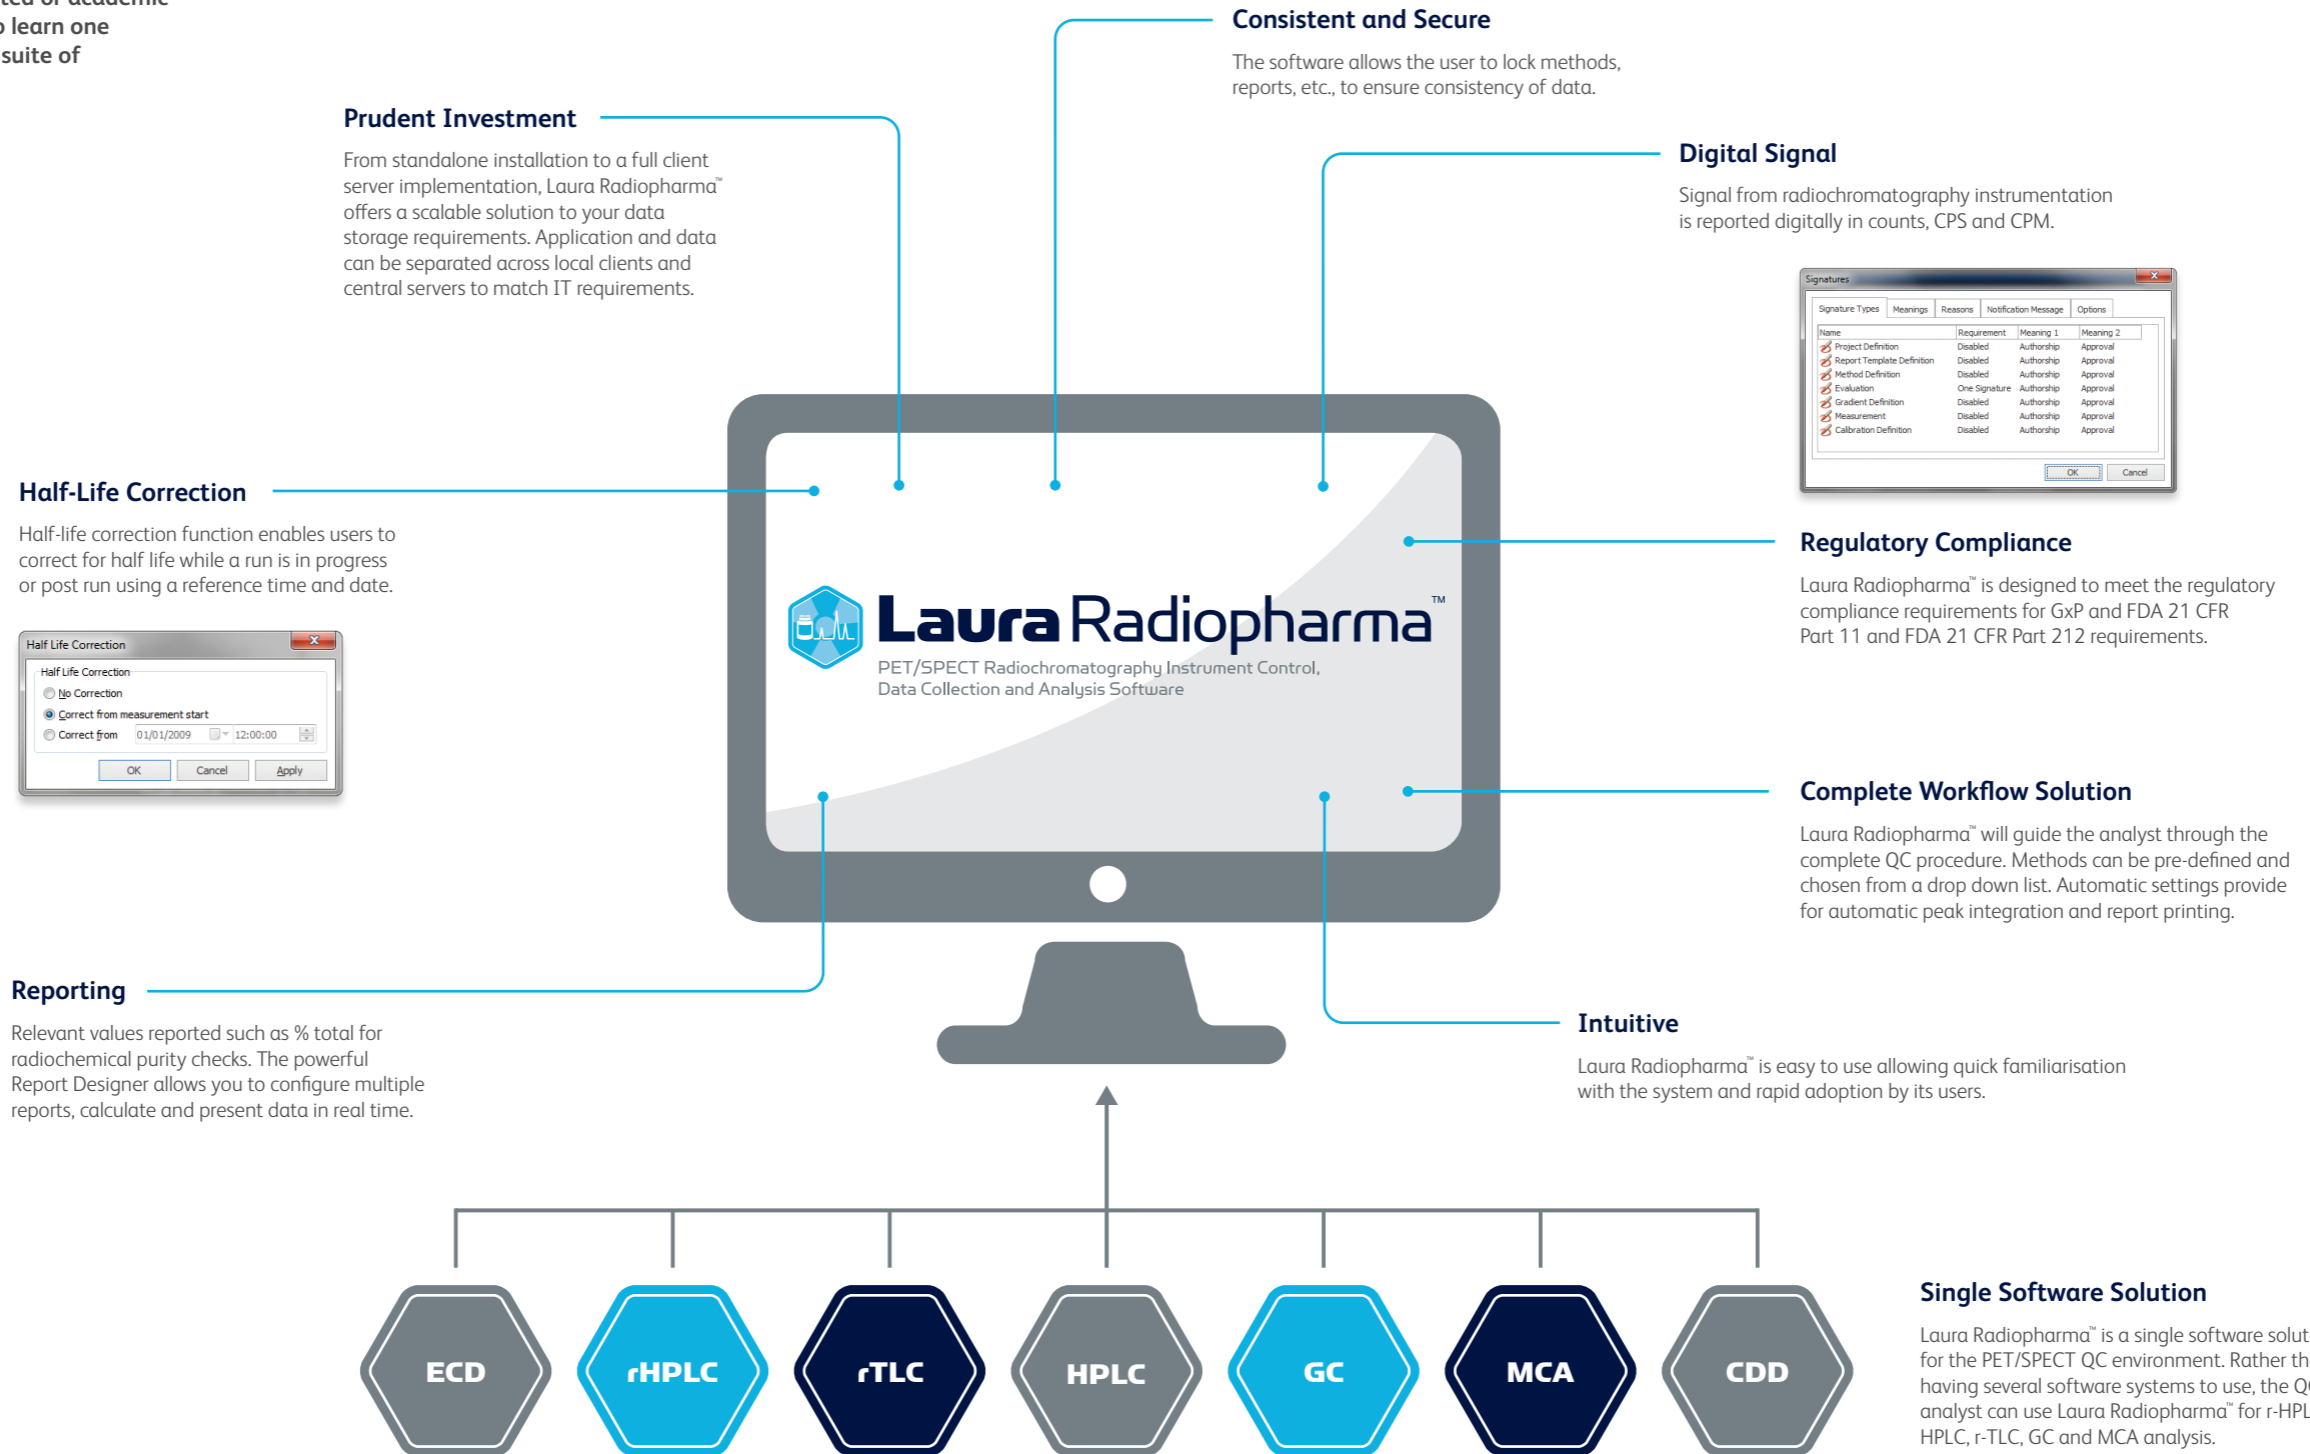 or academic
learn one
suite of
Consistent and Secure
The software allows the user to lock methods,
reports, etc., to ensure consistency of data.
Prudent Investment
From standalone installation to a full client
server implementation, Laura Radiopharma™
offers a scalable solution to your data
storage requirements. Application and data
can be separated across local clients and
central servers to match IT requirements.
Digital Signal
Signal from radiochromatography instrumentation
is reported digitally in counts, CPS and CPM.
Signatures
Signature Types Meanings Reasons Notification Message Options
Name Requirement Meaning 1 Meaning 2
Project Definition Disabled Authorship Approval
Report Template Definition Disabled Authorship Approval
Method Definition Disabled Authorship Approval
Evaluation One Signature Authorship Approval
Gradient Definition Disabled Authorship Approval
Measurement Disabled Authorship Approval
Calibration Definition Disabled Authorship Approval
OK Cancel
Half-Life Correction
Half-life correction function enables users to
correct for half life while a run is in progress
or post run using a reference time and date.
Half Life Correction
Half Life Correction
No Correction
Correct from measurement start
Correct from 01/01/2009 12:00:00
OK Cancel Apply
Regulatory Compliance
Laura Radiopharma™ is designed to meet the regulatory
compliance requirements for GxP and FDA 21 CFR
Part 11 and FDA 21 CFR Part 212 requirements.
Laura Radiopharma™
PET/SPECT Radiochromatography Instrument Control,
Data Collection and Analysis Software
Complete Workflow Solution
Laura Radiopharma™ will guide the analyst through the
complete QC procedure. Methods can be pre-defined and
chosen from a drop down list. Automatic settings provide
for automatic peak integration and report printing.
Reporting
Relevant values reported such as % total for
radiochemical purity checks. The powerful
Report Designer allows you to configure multiple
reports, calculate and present data in real time.
Intuitive
Laura Radiopharma™ is easy to use allowing quick familiarisation
with the system and rapid adoption by its users.
ECD
rHPLC
rTLC
HPLC
GC
MCA
CDD
Single Software Solution
Laura Radiopharma™ is a single software
for the PET/SPECT QC environment. Rather
having several software systems to use, the
analyst can use Laura Radiopharma™ for
HPLC, r-TLC, GC and MCA analysis.